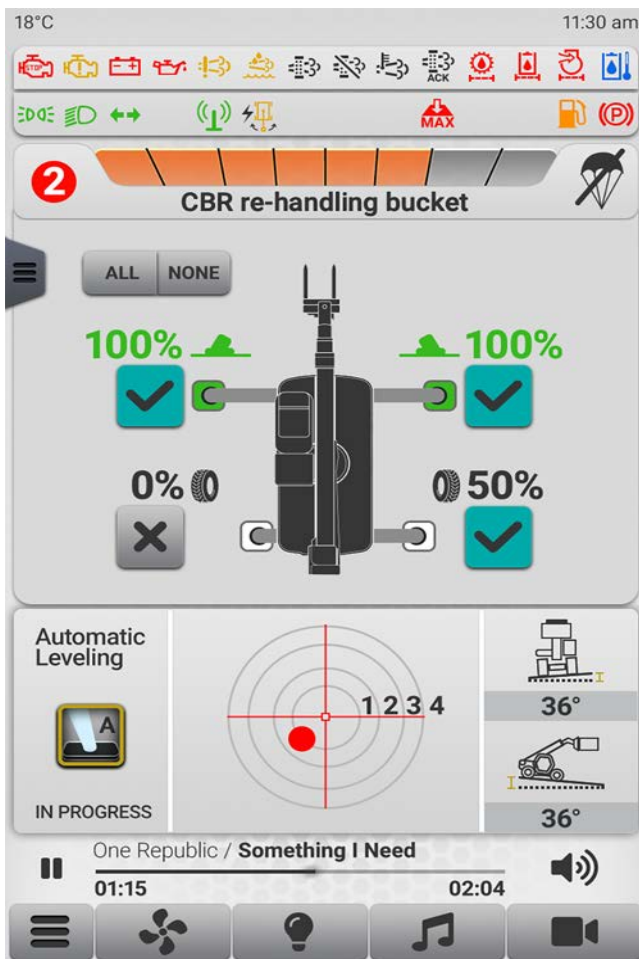 18°C 11:30 am
STOP
ACK
MAX
P
2
CBR re-handling bucket
ALL NONE
100% 100%
0% 50%
Automatic
Leveling
1 2 3 4
A
36°
36°
IN PROGRESS
One Republic / Something I Need
01:15 02:04